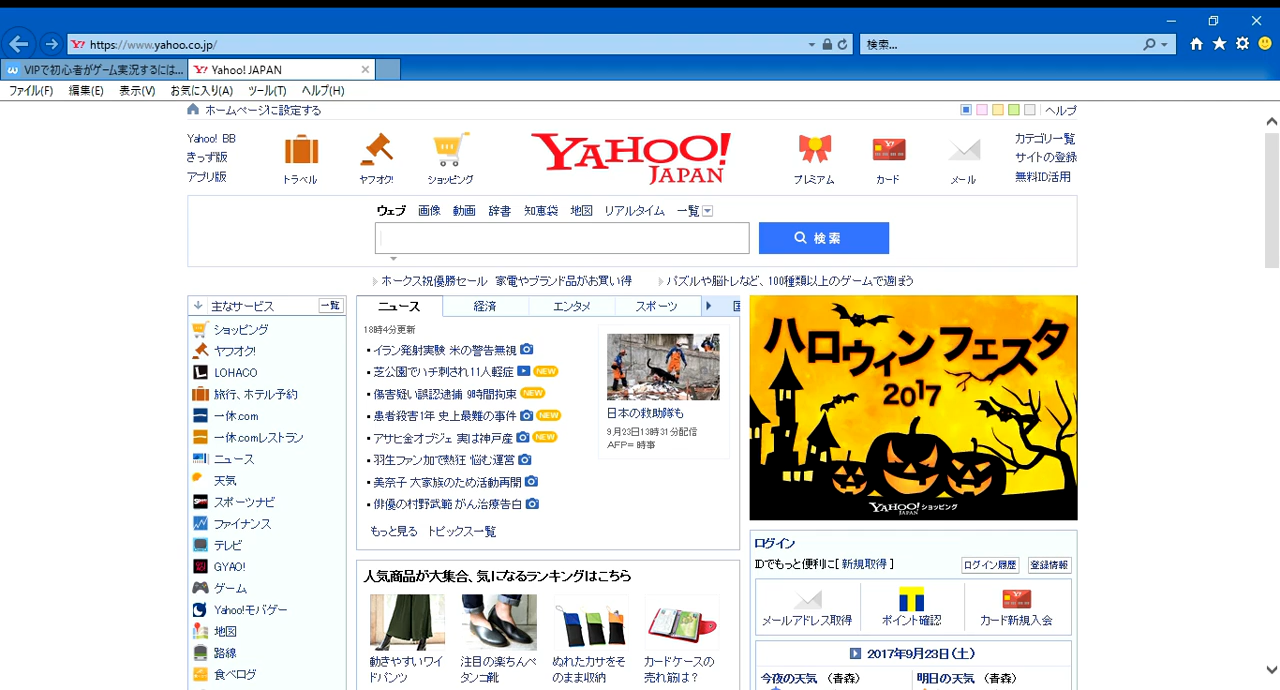 https://www.yahoo.co.jp/
検索...
VIPで初心者がゲーム実況するには...
Yahoo! JAPAN
ファイル(F) 編集(E) 表示(V) お気に入り(A) ツール(T) ヘルプ(H)
ホームページに設定する
ヘルプ
Yahoo! BB
きっず版
アプリ版
トラベル
ヤフオク!
ショッピング
YAHOO!
JAPAN
プレミアム
カード
メール
カテゴリ一覧
サイトの登録
無料ID活用
ウェブ 画像 動画 辞書 知恵袋 地図 リアルタイム 一覧
検索
ホークス祝優勝セール 家電やブランド品がお買い得
パズルや脳トレなど、100種類以上のゲームで遊ぼう
主なサービス 一覧
ショッピング
ヤフオク!
LOHACO
旅行、ホテル予約
一休.com
一休.comレストラン
ニュース
天気
スポーツナビ
ファイナンス
テレビ
GYAO!
ゲーム
Yahoo!モバゲー
地図
路線
食べログ
ニュース 経済 エンタメ スポーツ
18時4分更新
イラン発射実験 米の警告無視
芝公園でハチ刺され11人軽症 NEW
傷害疑い誤認逮捕 9時間拘束 NEW
患者殺害1年 史上最難の事件 NEW
アサヒ金オブジェ 実は神戸産 NEW
羽生ファン加で熱狂 悩む運営
美奈子 大家族のため活動再開
俳優の村野武範 がん治療告白
もっと見る トピックス一覧
日本の救助隊も
9月23日13時31分配信
AFP=時事
人気商品が大集合、気になるランキングはこちら
動きやすいワイドパンツ
注目の楽ちんペタンコ靴
ぬれたカサをそのまま収納
カードケースの売れ筋は?
ハロウィンフェスタ
2017
YAHOO! JAPAN ショッピング
ログイン
IDでもっと便利に[ 新規取得 ]
ログイン履歴 登録情報
メールアドレス取得
ポイント確認
カード新規入会
2017年9月23日(土)
今夜の天気 (青森)
明日の天気 (青森)